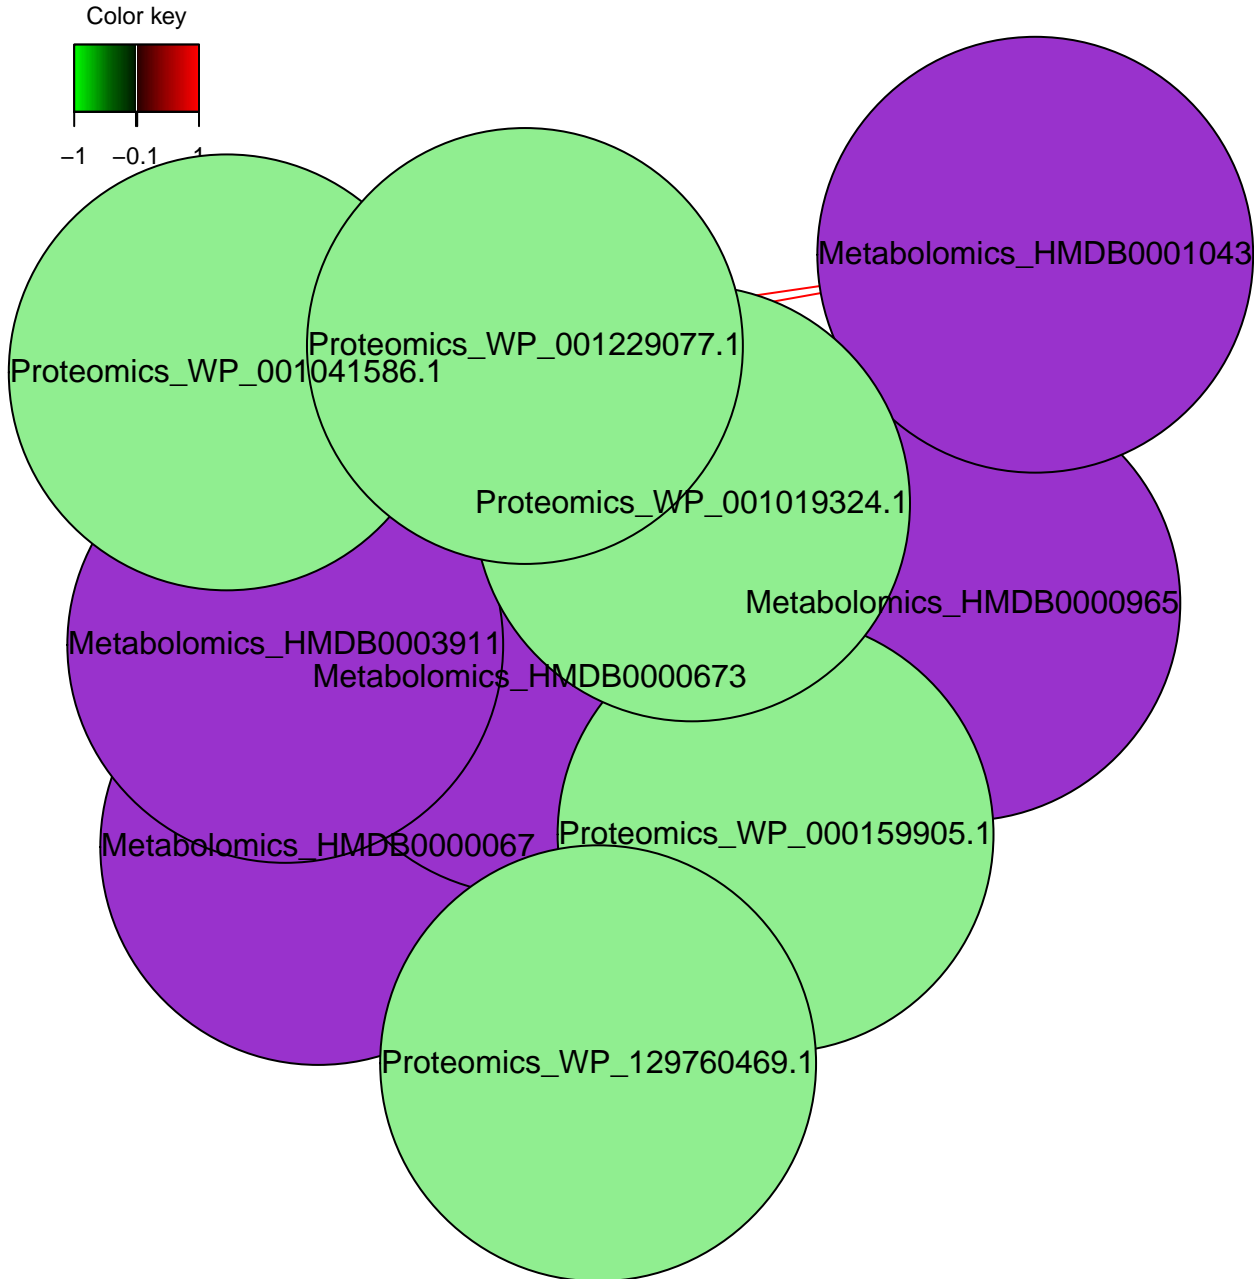 Color key
−1 −0.1 1
Metabolomics_HMDB0001043
Proteomics_WP_001229077.1
Proteomics_WP_001041586.1
Proteomics_WP_001019324.1
Metabolomics_HMDB0000965
Metabolomics_HMDB0003911
Metabolomics_HMDB0000673
Proteomics_WP_000159905.1
Metabolomics_HMDB0000067
Proteomics_WP_129760469.1